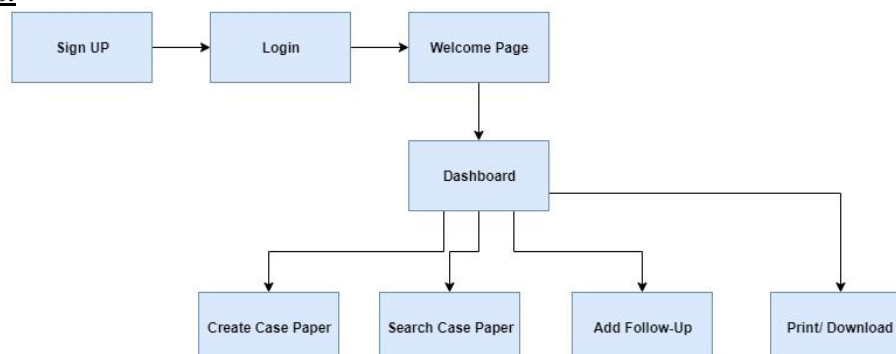 Sign UP
Login
Welcome Page
Dashboard
Create Case Paper
Search Case Paper
Add Follow-Up
Print/ Download